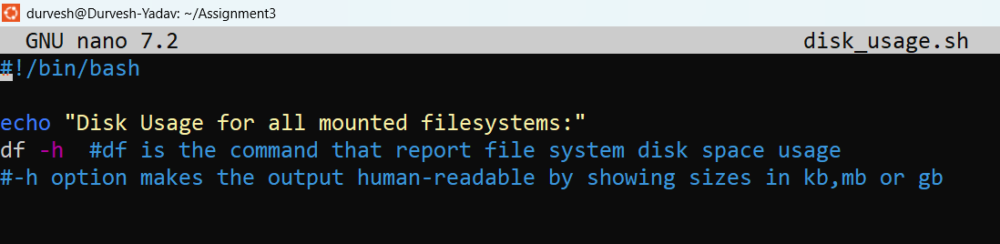 durvesh@Durvesh-Yadav: ~/Assignment3
GNU nano 7.2 disk_usage.sh
#!/bin/bash
echo "Disk Usage for all mounted filesystems:"
df -h  #df is the command that report file system disk space usage
#-h option makes the output human-readable by showing sizes in kb,mb or gb